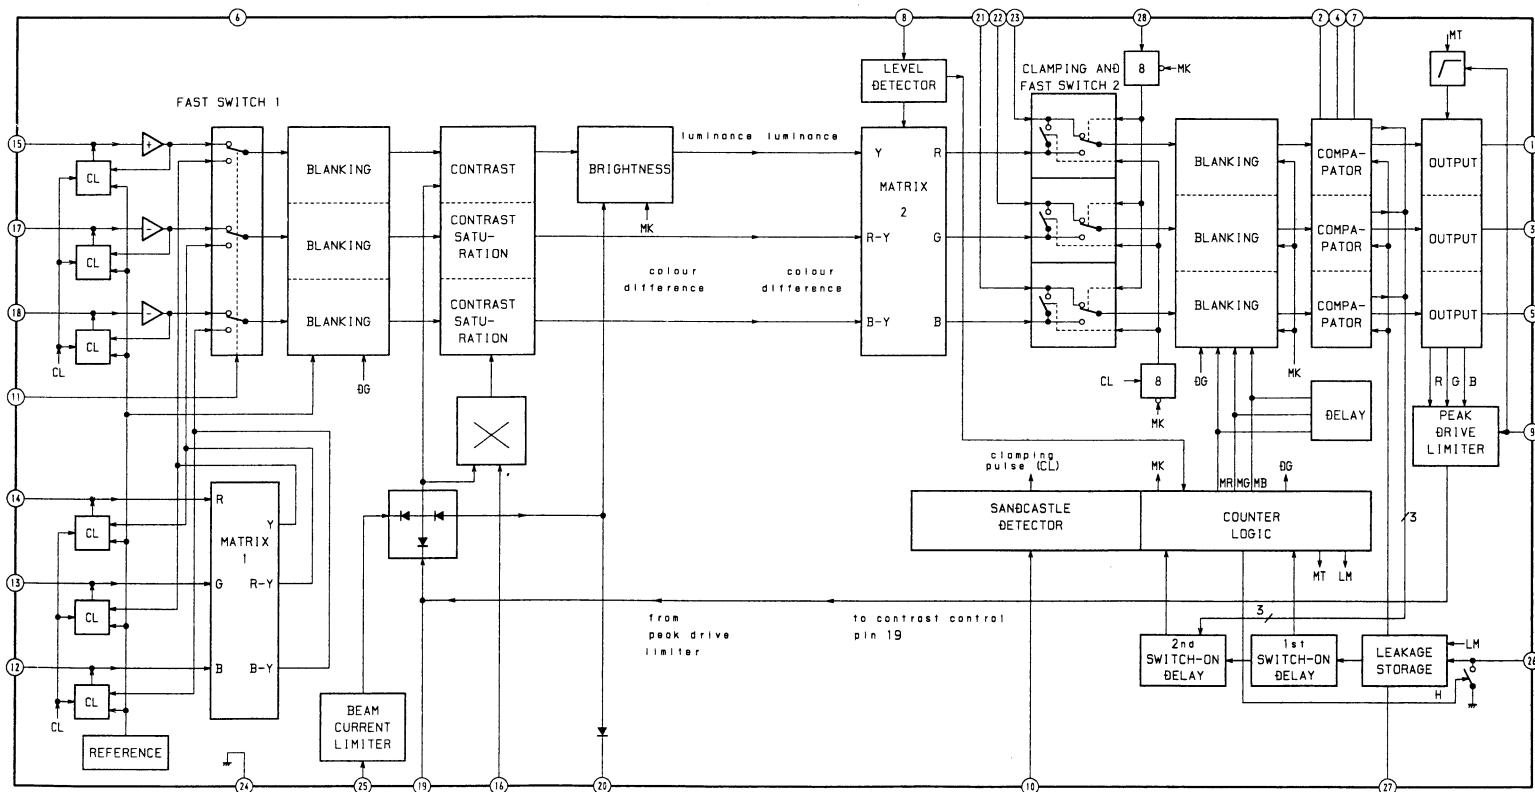 6
8
21
22
23
28
2
4
7
MT
LEVEL
DETECTOR
CLAMPING AND
FAST SWITCH 2
8
MK
FAST SWITCH 1
15
+
CL
BLANKING
CONTRAST
BRIGHTNESS
luminance luminance
Y
R
MATRIX
2
BLANKING
COMPA-
PATOR
OUTPUT
1
MK
17
-
CL
BLANKING
CONTRAST
SATU-
RATION
R-Y
G
BLANKING
COMPA-
PATOR
OUTPUT
3
colour
difference
colour
difference
18
-
CL
CL
BLANKING
CONTRAST
SATU-
RATION
B-Y
B
BLANKING
COMPA-
PATOR
OUTPUT
5
ÐG
CL
8
MK
ÐG
MK
R G B
11
DELAY
PEAK
DRIVE
LIMITER
9
clamping
pulse (CL)
MK
MR
MG
MB
ÐG
14
CL
R
Y
MATRIX
1
SANDCASTLE
DETECTOR
COUNTER
LOGIC
3
MT
LM
13
CL
G
R-Y
from
peak drive
limiter
to contrast control
pin 19
3
12
CL
CL
B
B-Y
2nd
SWITCH-ON
DELAY
1st
SWITCH-ON
DELAY
LEAKAGE
STORAGE
LM
26
H
BEAM
CURRENT
LIMITER
REFERENCE
24
25
19
16
20
10
27